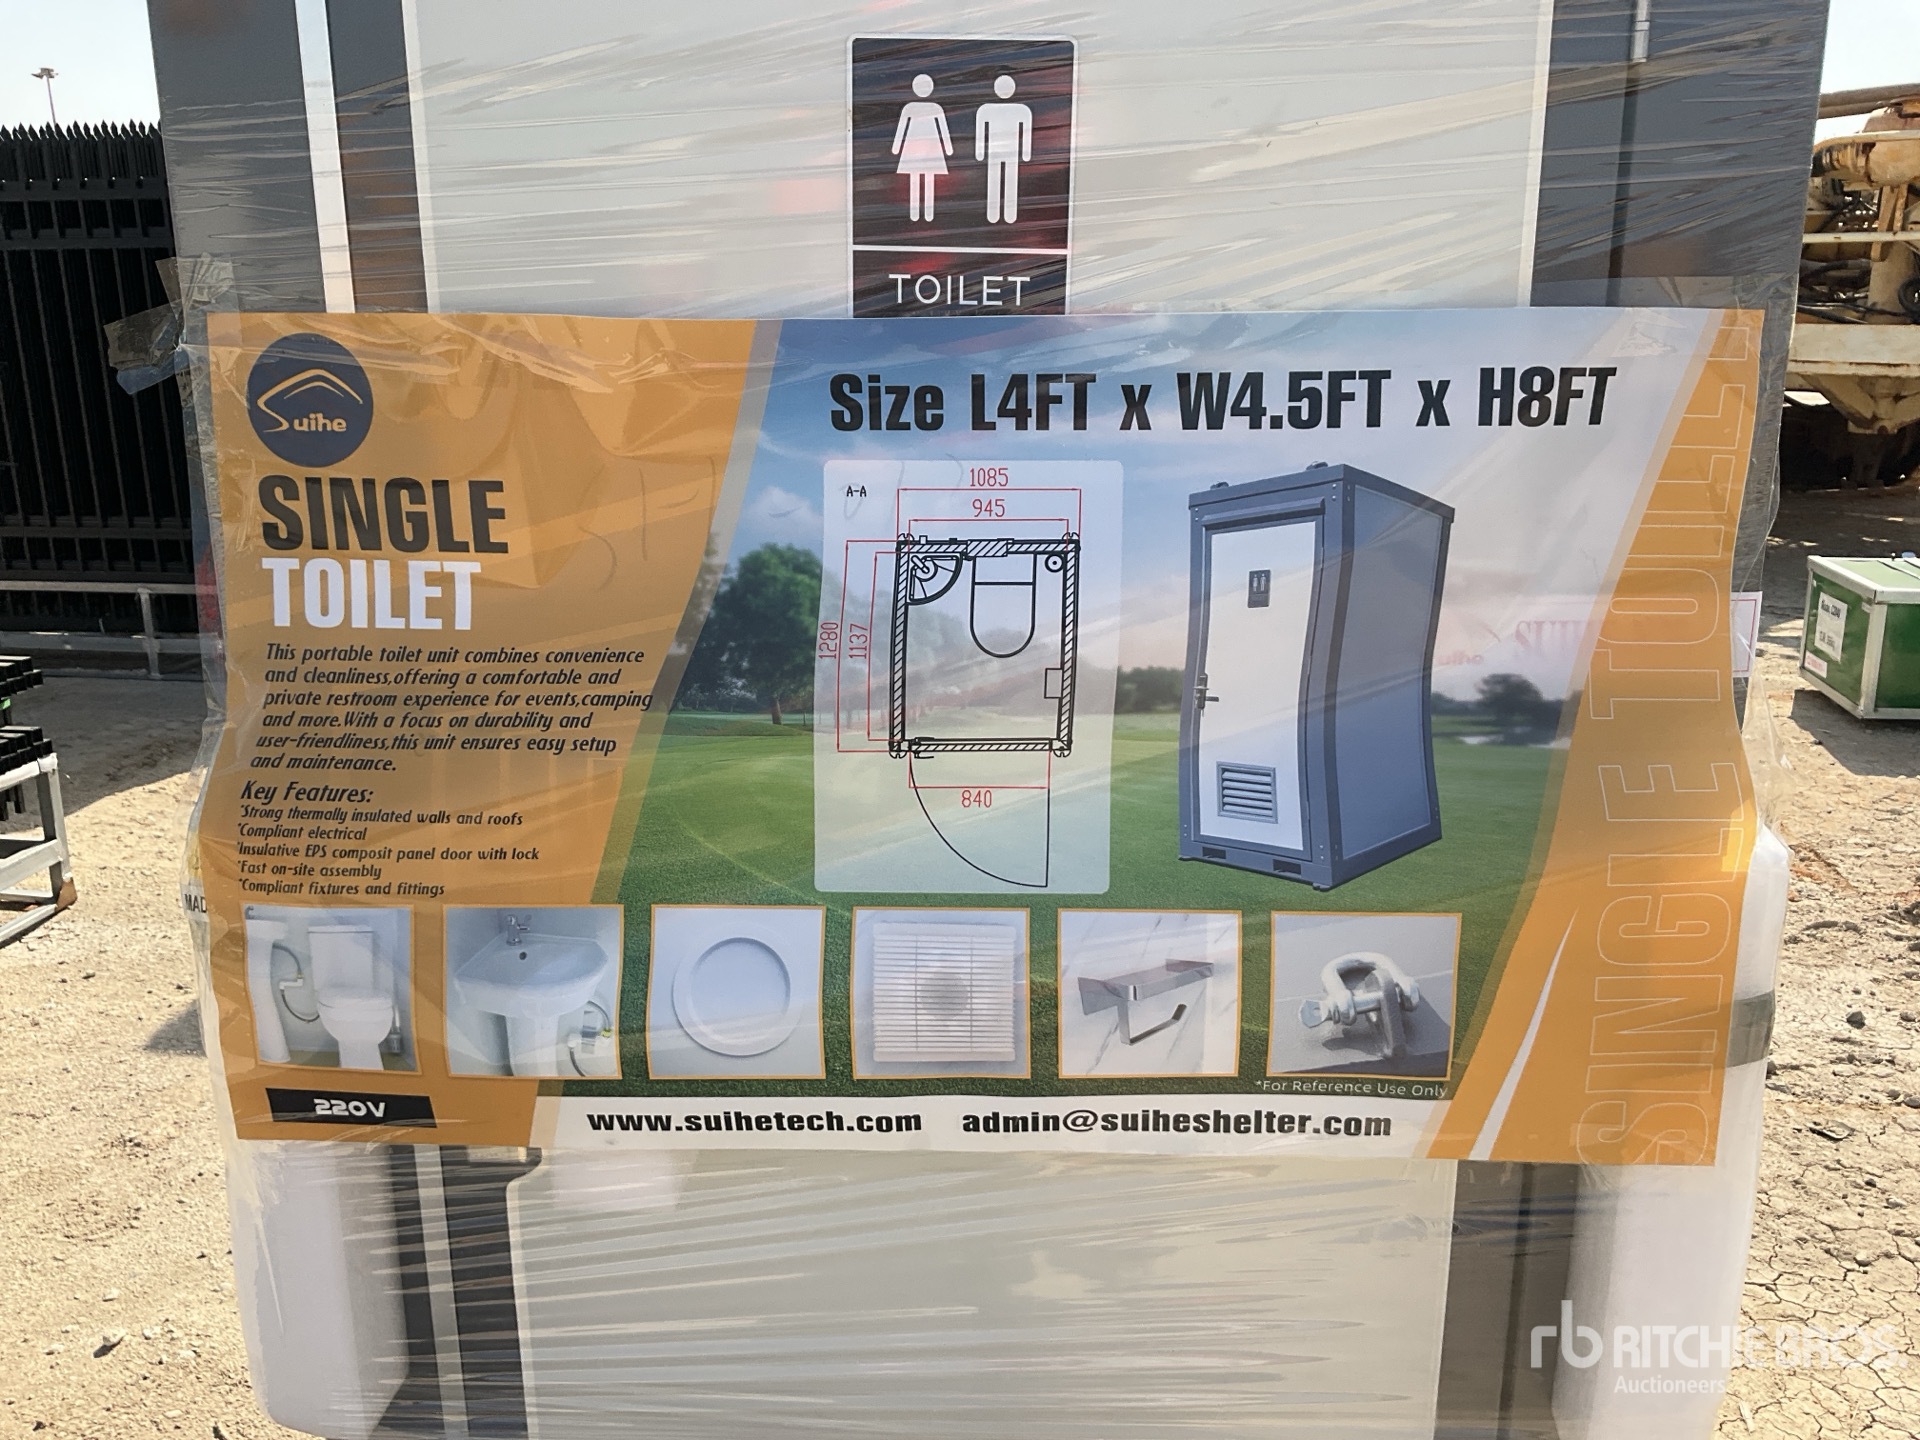 TOILET
Suihe
SINGLE
TOILET
This portable toilet unit combines convenience
and cleanliness,offering a comfortable and
private restroom experience for events,camping
and more.With a focus on durability and
user-friendliness,this unit ensures easy setup
and maintenance.
Key Features:
*Strong thermally insulated walls and roofs
*Compliant electrical
*Insulative EPS composit panel door with lock
*Fast on-site assembly
*Compliant fixtures and fittings
220V
Size L4FT x W4.5FT x H8FT
A-A
1085
945
1280
1137
840
*For Reference Use Only
www.suihetech.com admin@suiheshelter.com
SINGLE TOILET
MAD
rb RITCHIE BROS.
Auctioneers